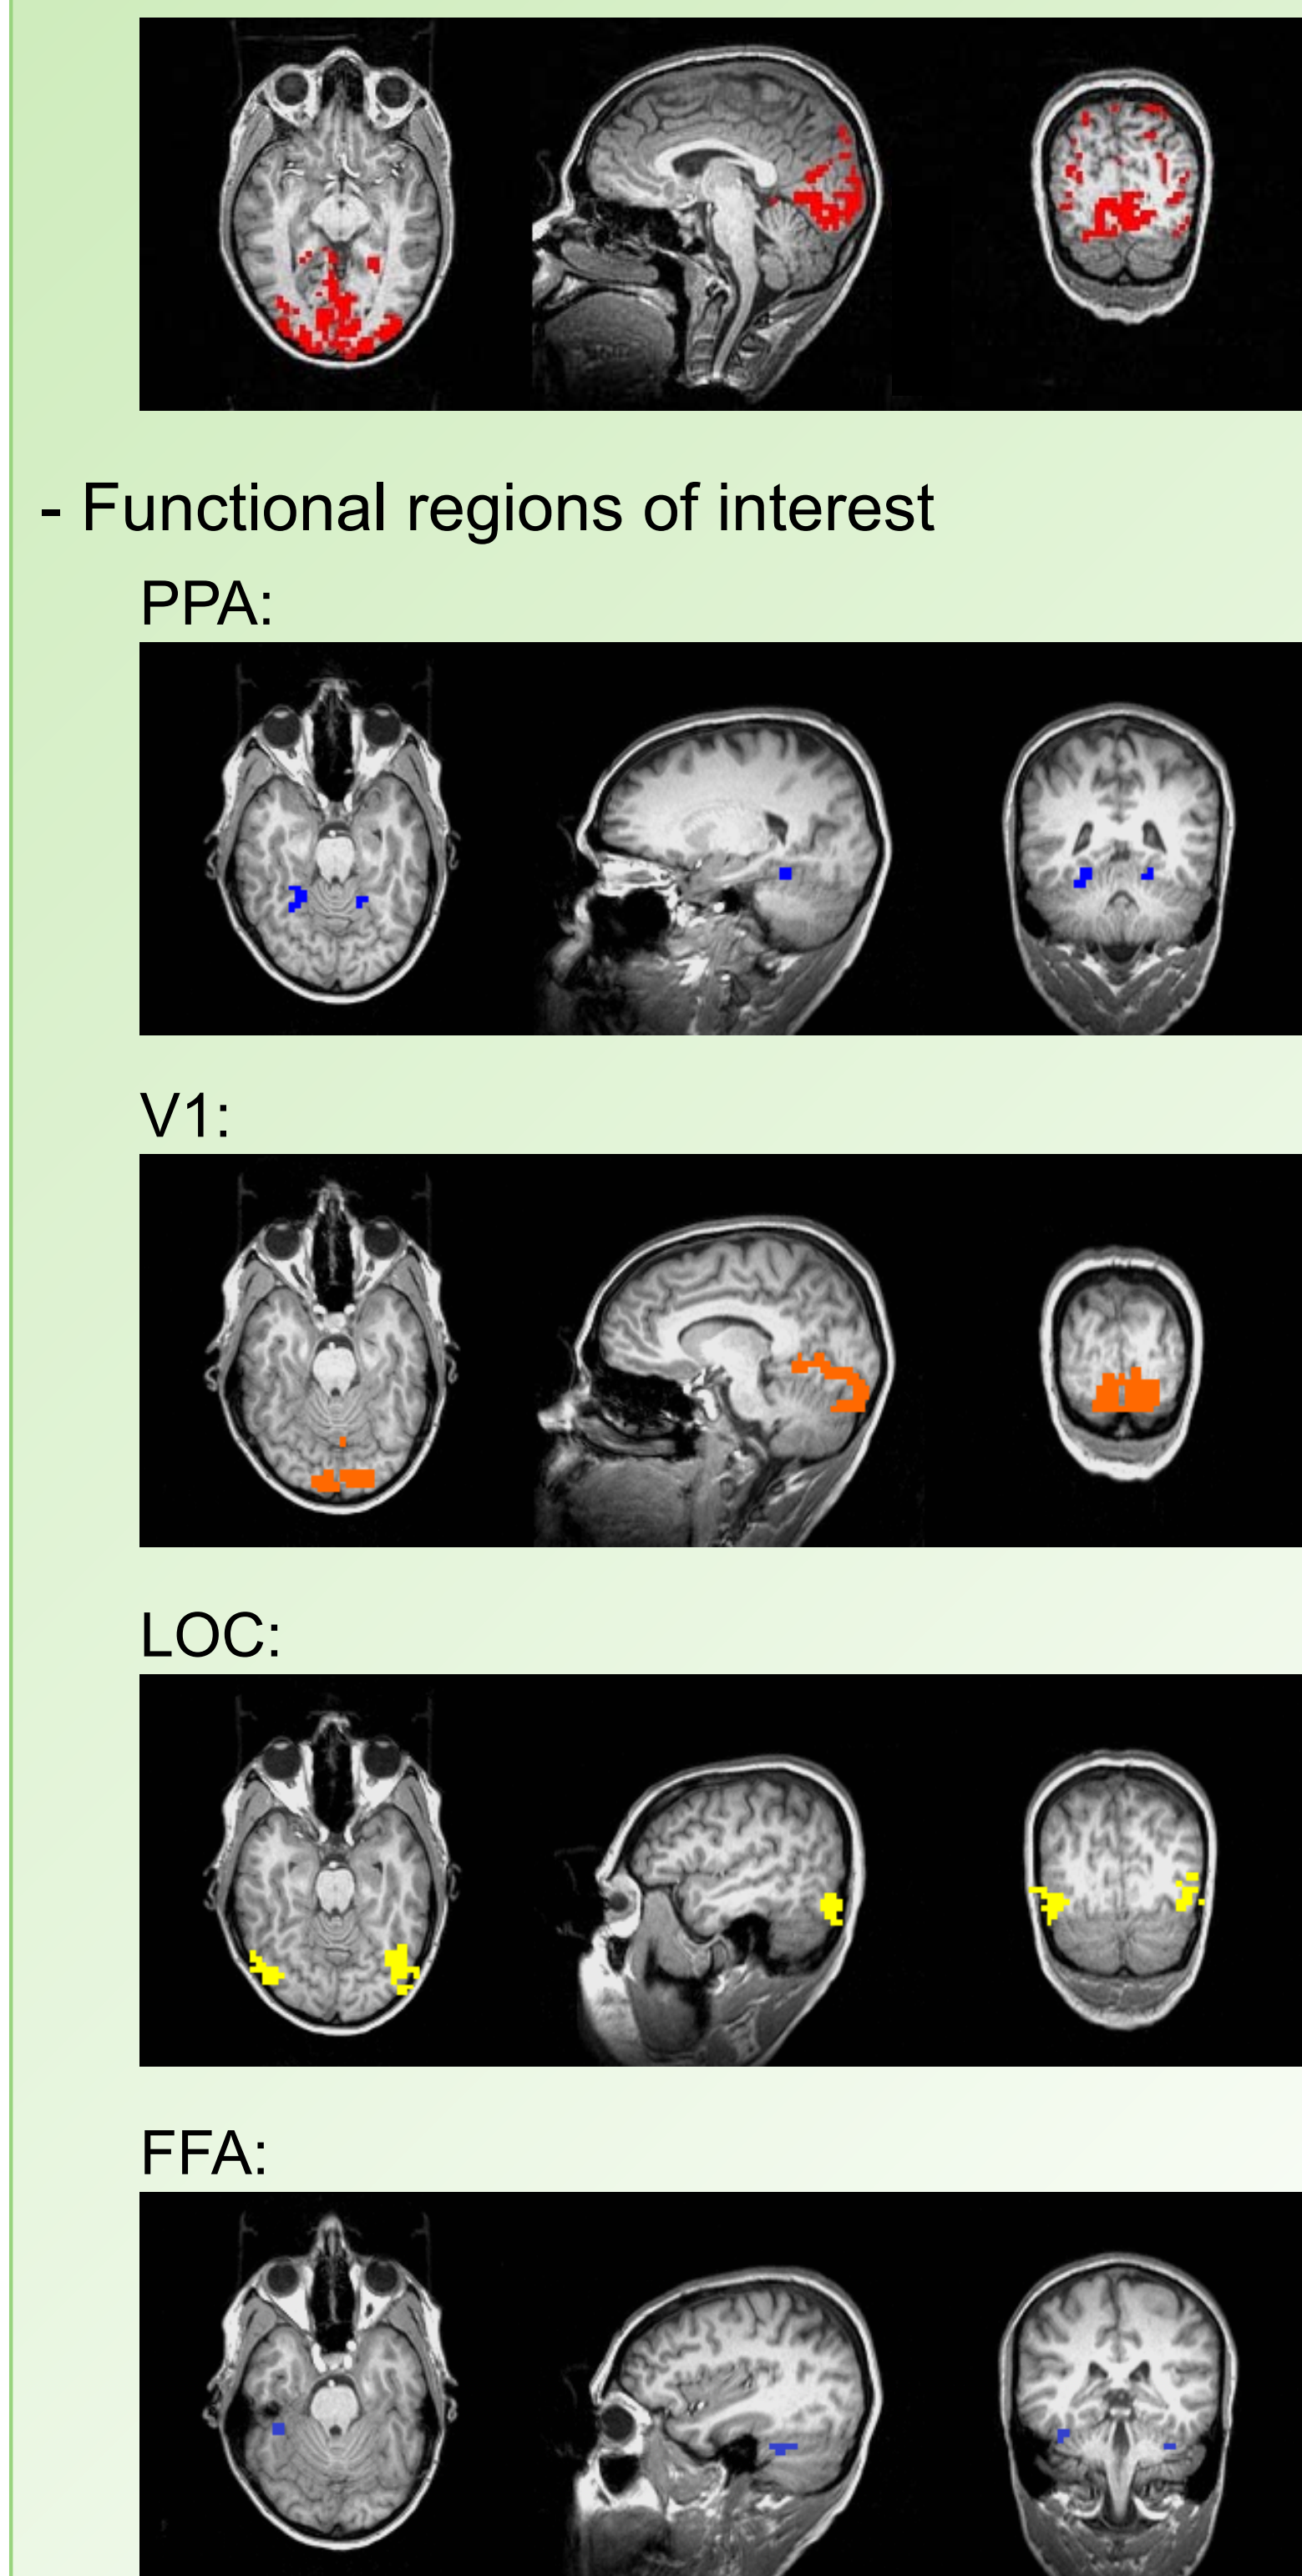 - Functional regions of interest
PPA:
V1:
LOC:
FFA: